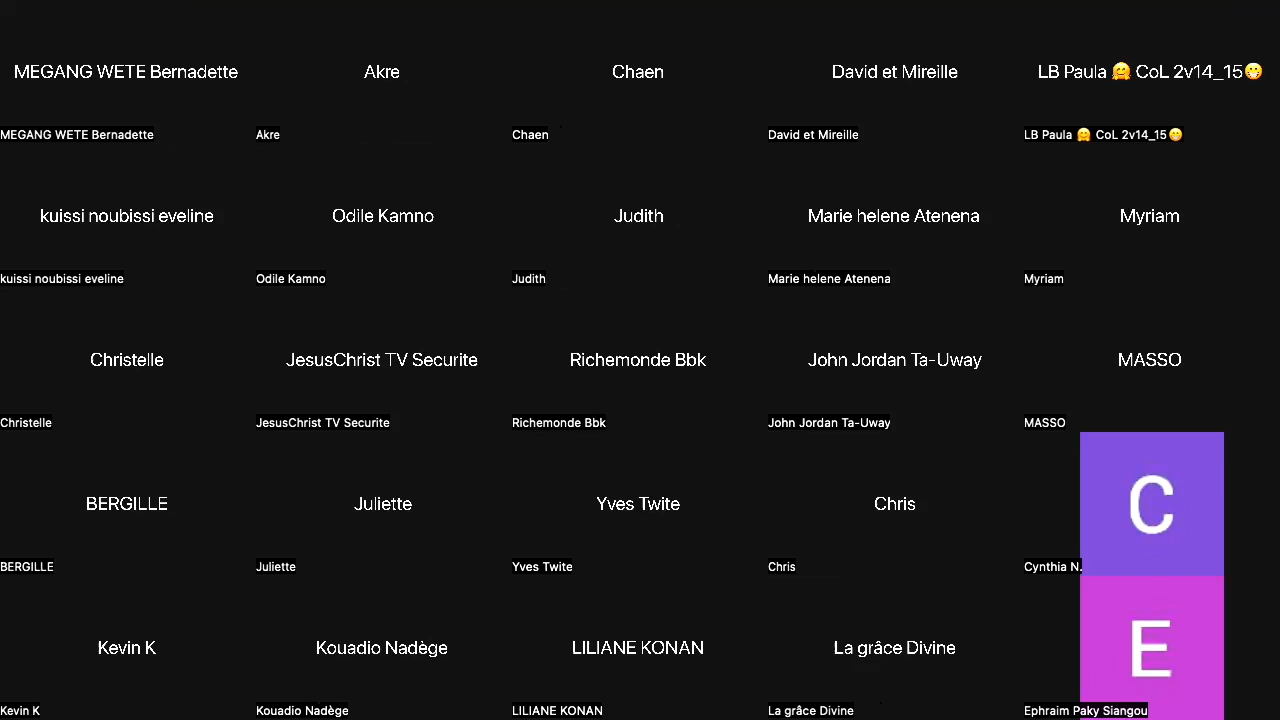 MEGANG WETE Bernadette
Akre
Chaen
David et Mireille
LB Paula 🤗 CoL 2v14_15😁
MEGANG WETE Bernadette
Akre
Chaen
David et Mireille
LB Paula 🤗 CoL 2v14_15😁
kuissi noubissi eveline
Odile Kamno
Judith
Marie helene Atenena
Myriam
kuissi noubissi eveline
Odile Kamno
Judith
Marie helene Atenena
Myriam
Christelle
JesusChrist TV Securite
Richemonde Bbk
John Jordan Ta-Uway
MASSO
Christelle
JesusChrist TV Securite
Richemonde Bbk
John Jordan Ta-Uway
MASSO
BERGILLE
Juliette
Yves Twite
Chris
C
BERGILLE
Juliette
Yves Twite
Chris
Cynthia N.
Kevin K
Kouadio Nadège
LILIANE KONAN
La grâce Divine
E
Kevin K
Kouadio Nadège
LILIANE KONAN
La grâce Divine
Ephraim Paky Siangou